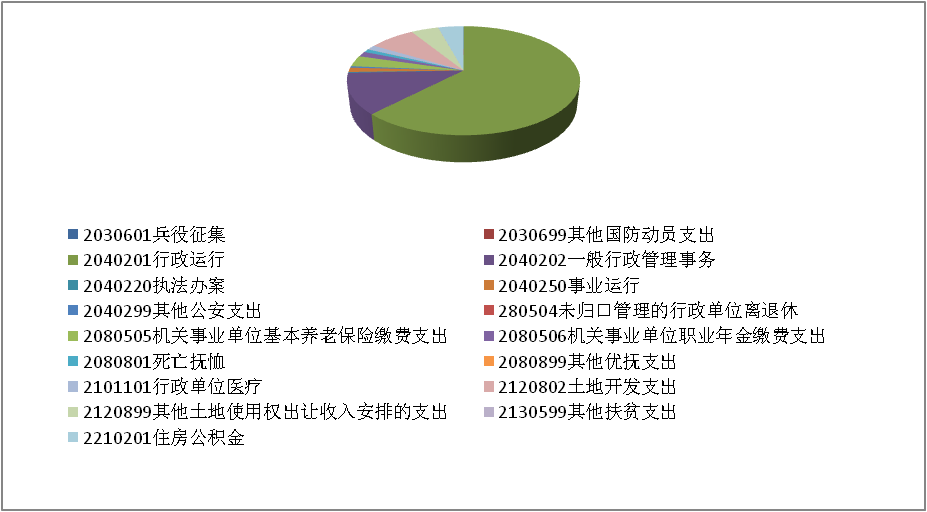 2030601兵役征集 2030699其他国防动员支出
2040201行政运行 2040202一般行政管理事务
2040220执法办案 2040250事业运行
2040299其他公安支出 280504未归口管理的行政单位离退休
2080505机关事业单位基本养老保险缴费支出 2080506机关事业单位职业年金缴费支出
2080801死亡抚恤 2080899其他优抚支出
2101101行政单位医疗 2120802土地开发支出
2120899其他土地使用权出让收入安排的支出 2130599其他扶贫支出
2210201住房公积金